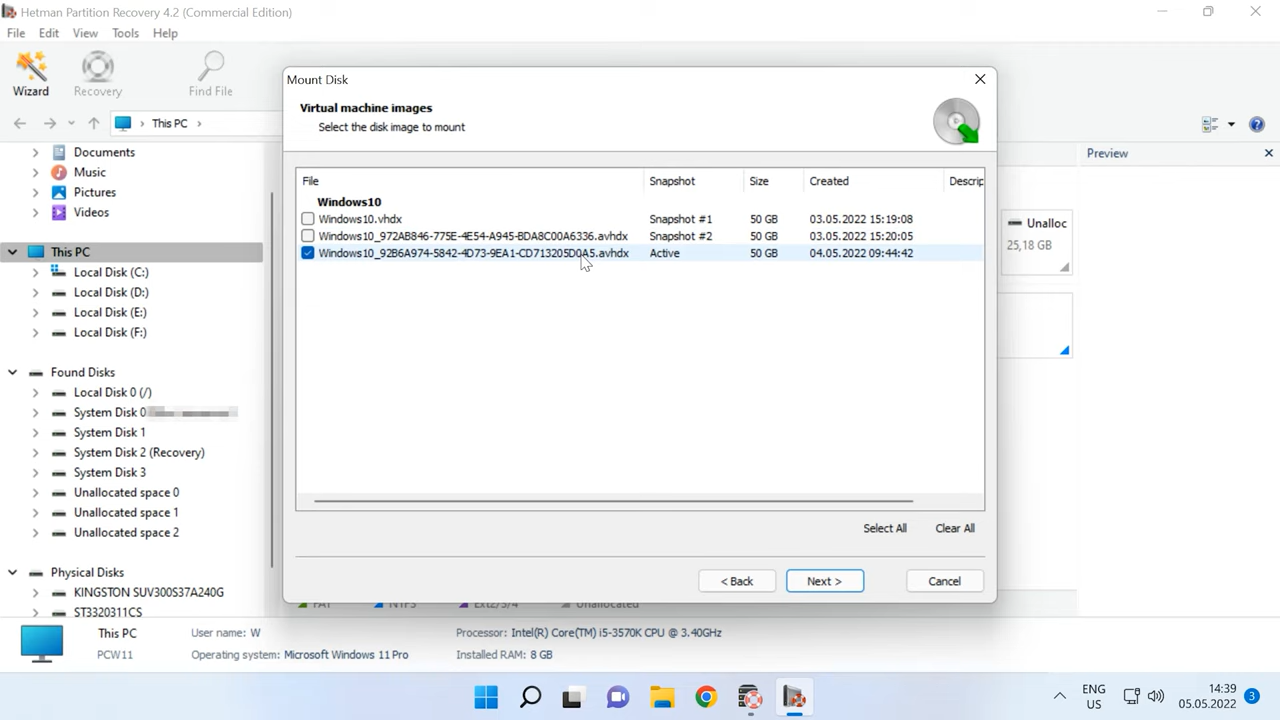 Hetman Partition Recovery 4.2 (Commercial Edition)
File Edit View Tools Help
Wizard Recovery Find File
This PC
Documents
Music
Pictures
Videos
This PC
Local Disk (C:)
Local Disk (D:)
Local Disk (E:)
Local Disk (F:)
Found Disks
Local Disk 0 (/)
System Disk 0
System Disk 1
System Disk 2 (Recovery)
System Disk 3
Unallocated space 0
Unallocated space 1
Unallocated space 2
Physical Disks
KINGSTON SUV300S37A240G
ST3320311CS
Mount Disk
Virtual machine images
Select the disk image to mount
File Snapshot Size Created Descrip
Windows10
Windows10.vhdx Snapshot #1 50 GB 03.05.2022 15:19:08
Windows10_972AB846-775E-4E54-A945-BDA8C00A6336.avhdx Snapshot #2 50 GB 03.05.2022 15:20:05
Windows10_92B6A974-5842-4D73-9EA1-CD713205D0A5.avhdx Active 50 GB 04.05.2022 09:44:42
Select All Clear All
< Back Next > Cancel
Preview
Unalloc
25,18 GB
FAT NTFS Ext2/3/4 Unallocated
This PC User name: W Processor: Intel(R) Core(TM) i5-3570K CPU @ 3.40GHz
PCW11 Operating system: Microsoft Windows 11 Pro Installed RAM: 8 GB
ENG
US
14:39
05.05.2022
3